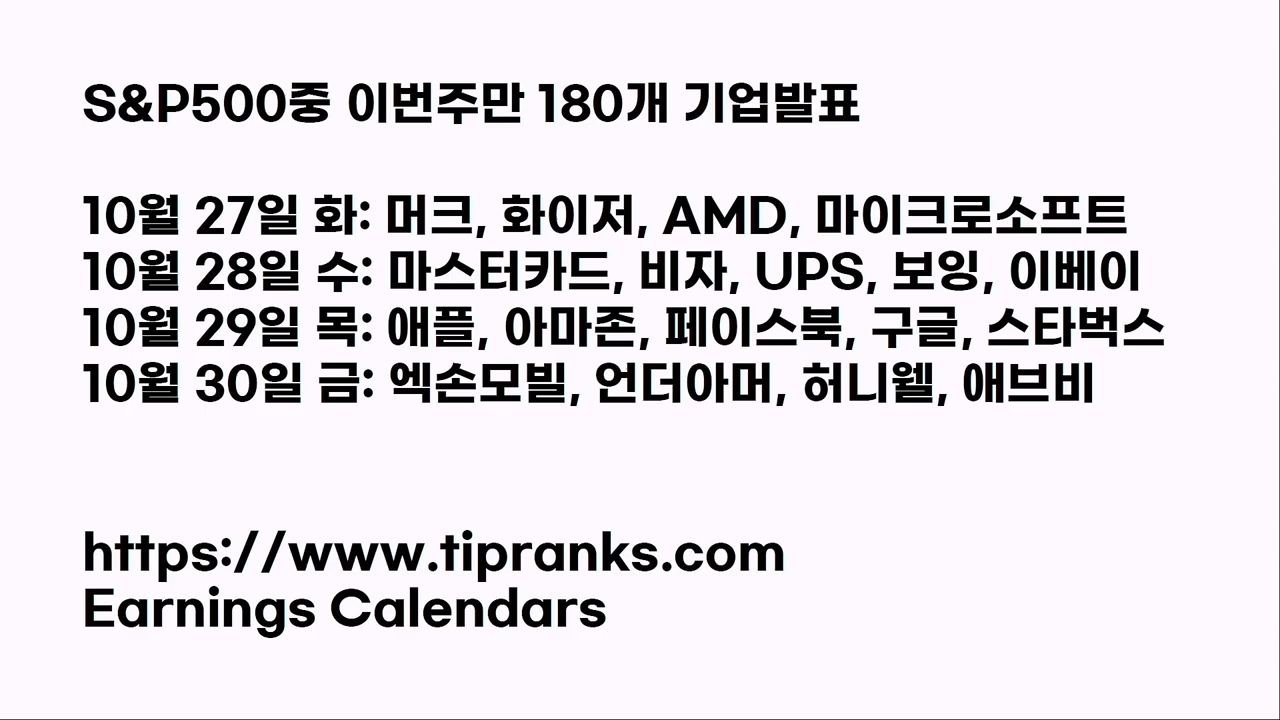 S&P500중 이번주만 180개 기업발표
10월 27일 화: 머크, 화이저, AMD, 마이크로소프트
10월 28일 수: 마스터카드, 비자, UPS, 보잉, 이베이
10월 29일 목: 애플, 아마존, 페이스북, 구글, 스타벅스
10월 30일 금: 엑손모빌, 언더아머, 허니웰, 애브비
https://www.tipranks.com
Earnings Calendars